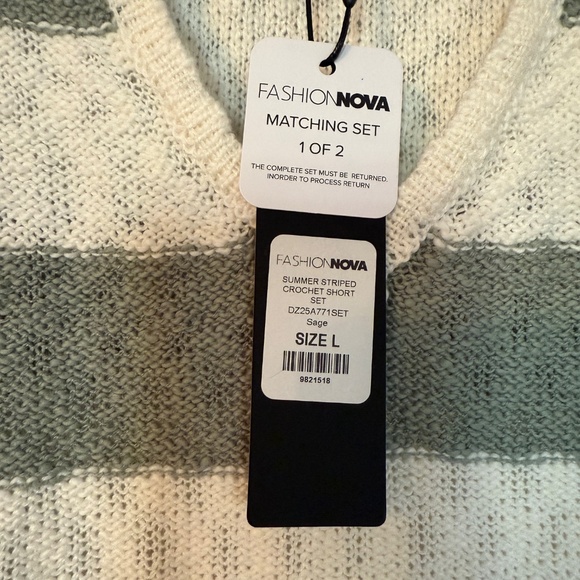 FASHIONNOVA
MATCHING SET
1 OF 2
THE COMPLETE SET MUST BE RETURNED.
INORDER TO PROCESS RETURN
FASHIONNOVA
SUMMER STRIPED
CROCHET SHORT
SET
DZ25A771SET
Sage
SIZE L
9821518